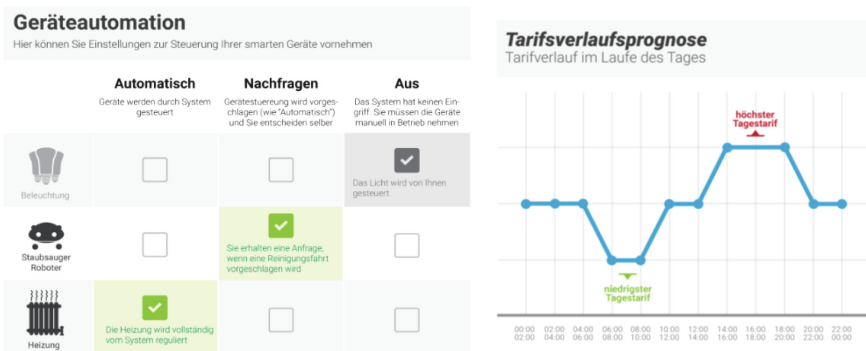 Geräteautomation
Hier können Sie Einstellungen zur Steuerung Ihrer smarten Geräte vornehmen
Automatisch
Geräte werden durch System
gesteuert
Nachfragen
Gerätestuereung wird vorges-
chlagen (wie "Automatisch")
und Sie entscheiden selber
Aus
Das System hat keinen Ein-
griff. Sie müssen die Geräte
manuell in Betrieb nehmen
Beleuchtung
Das Licht wird von Ihnen
gesteuert
Staubsauger
Roboter
Sie erhalten eine Anfrage,
wenn eine Reinigungsfahrt
vorgeschlagen wird
Heizung
Die Heizung wird vollständig
vom System reguliert
Tarifsverlaufsprognose
Tarifverlauf im Laufe des Tages
höchster
Tagestarif
niedrigster
Tagestarif
00:00 02:00 04:00 06:00 08:00 10:00 12:00 14:00 16:00 18:00 20:00 22:00
02:00 04:00 06:00 08:00 10:00 12:00 14:00 16:00 18:00 20:00 22:00 00:00